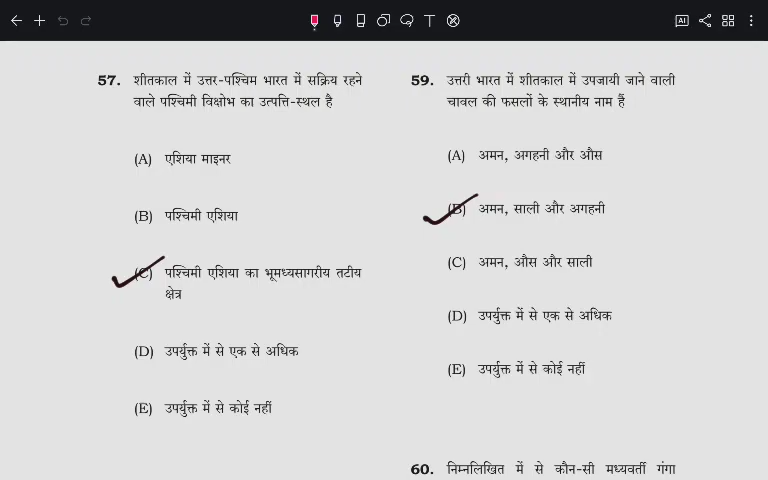 57. शीतकाल में उत्तर-पश्चिम भारत में सक्रिय रहने
वाले पश्चिमी विक्षोभ का उत्पत्ति-स्थल है
(A) एशिया माइनर
(B) पश्चिमी एशिया
(C) पश्चिमी एशिया का भूमध्यसागरीय तटीय
क्षेत्र
(D) उपर्युक्त में से एक से अधिक
(E) उपर्युक्त में से कोई नहीं
59. उत्तरी भारत में शीतकाल में उपजायी जाने वाली
चावल की फसलों के स्थानीय नाम हैं
(A) अमन, अगहनी और औस
(B) अमन, साली और अगहनी
(C) अमन, औस और साली
(D) उपर्युक्त में से एक से अधिक
(E) उपर्युक्त में से कोई नहीं
60. निम्नलिखित में से कौन-सी मध्यवर्ती गंगा